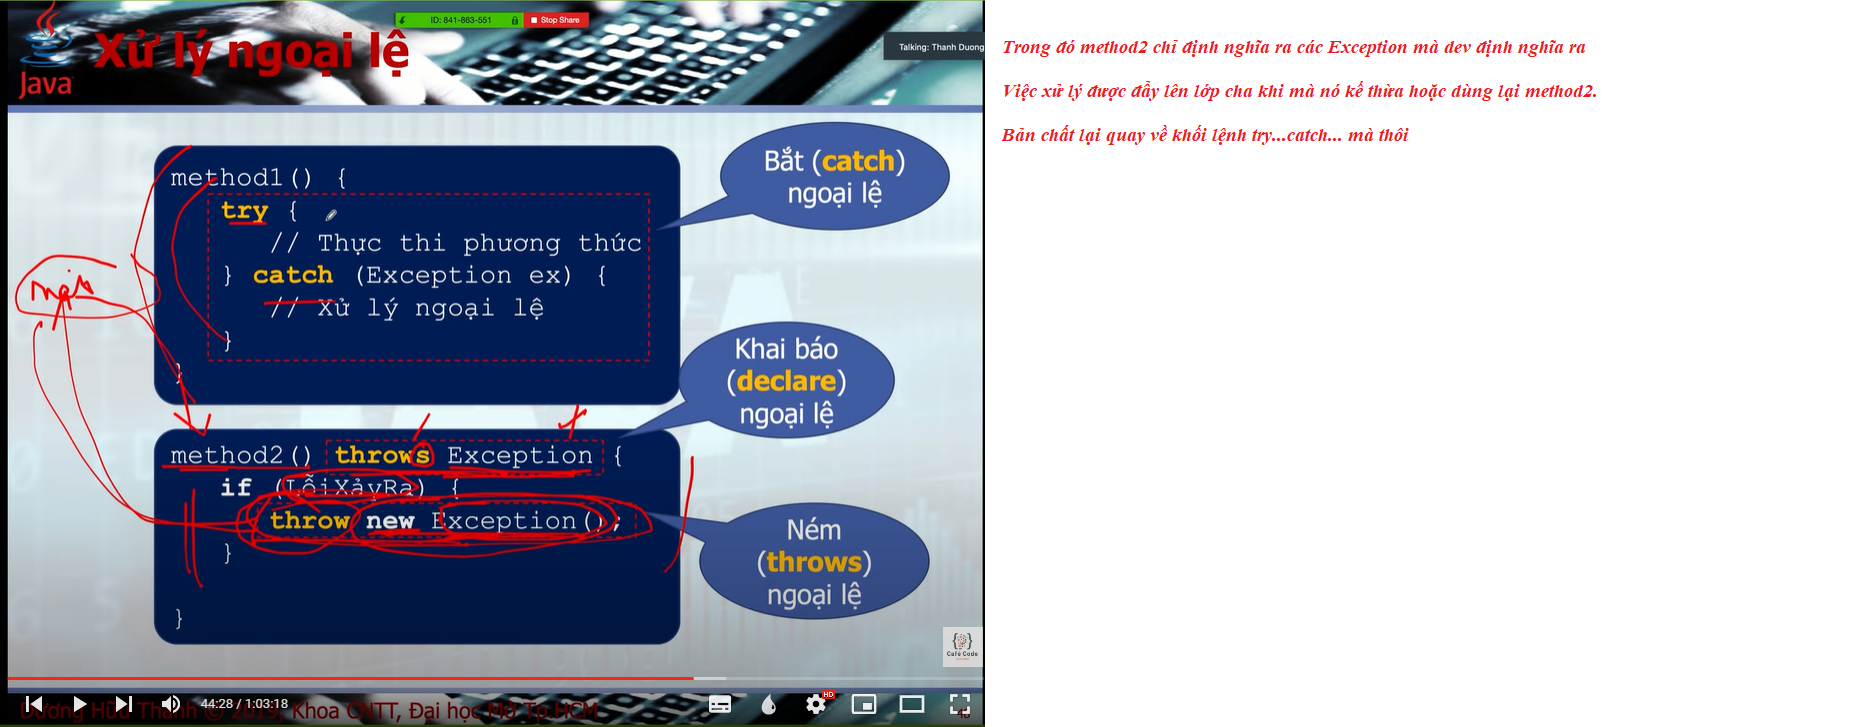 ID: 841-863-551
Stop Share
Java
Xử lý ngoại lệ
Talking: Thanh Duong
Trong đó method2 chỉ định nghĩa ra các Exception mà dev định nghĩa ra
Việc xử lý được đẩy lên lớp cha khi mà nó kế thừa hoặc dùng lại method2.
Bản chất lại quay về khối lệnh try...catch... mà thôi
method1() {
try {
// Thực thi phương thức
} catch (Exception ex) {
// Xử lý ngoại lệ
}
}
Bắt (catch)
ngoại lệ
Khai báo
(declare)
ngoại lệ
method2() throws Exception {
if (LỗiXảyRa) {
throw new Exception();
}
}
Ném
(throws)
ngoại lệ
Café Code
44:28 / 1:03:18
HD
Dương Hữu Thành © 2019, Khoa CNTT, Đại học Mở Tp.HCM